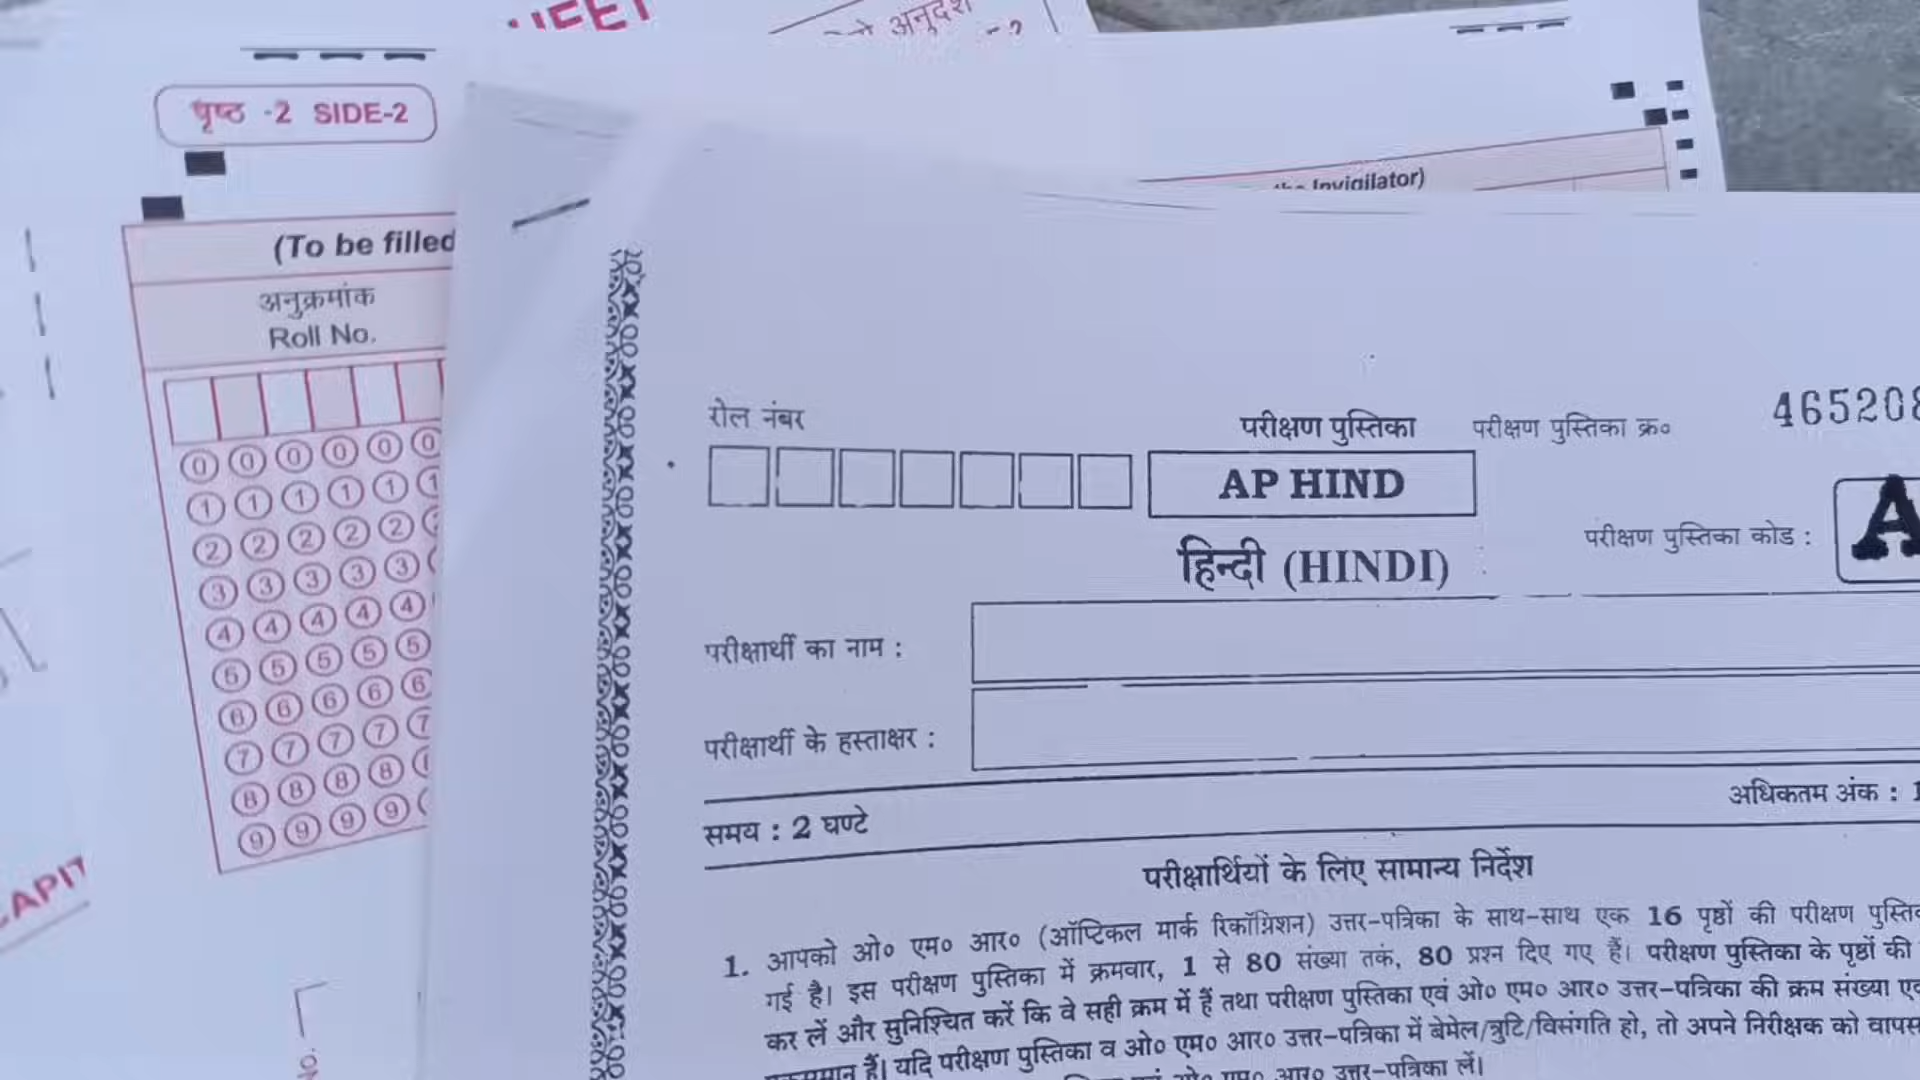 अनुदेश
पृष्ठ -2 SIDE-2
Invigilator)
(To be filled
अनुक्रमांक
Roll No.
0 0 0 0 0 0
1 1 1 1 1 1
2 2 2 2 2
3 3 3 3 3
4 4 4 4 4
5 5 5 5 5
6 6 6 6 6
7 7 7 7 7
8 8 8 8
9 9 9 9
रोल नंबर
परीक्षण पुस्तिका
परीक्षण पुस्तिका क्र०
465208
AP HIND
हिन्दी (HINDI)
परीक्षण पुस्तिका कोड :
A
परीक्षार्थी का नाम :
परीक्षार्थी के हस्ताक्षर :
समय : 2 घण्टे
अधिकतम अंक :
परीक्षार्थियों के लिए सामान्य निर्देश
1. आपको ओ० एम० आर० (ऑप्टिकल मार्क रिकॉग्निशन) उत्तर-पत्रिका के साथ-साथ एक 16 पृष्ठों की परीक्षण
गई है। इस परीक्षण पुस्तिका में क्रमवार, 1 से 80 संख्या तक, 80 प्रश्न दिए गए हैं। परीक्षण पुस्तिका के पृष्ठों की
कर लें और सुनिश्चित करें कि वे सही क्रम में हैं तथा परीक्षण पुस्तिका एवं ओ० एम० आर० उत्तर-पत्रिका की क्रम संख्या
हैं। यदि परीक्षण पुस्तिका व ओ० एम० आर० उत्तर-पत्रिका में बेमेल/त्रुटि/विसंगति हो, तो अपने निरीक्षक को वापस
आर० उत्तर-पत्रिका लें।